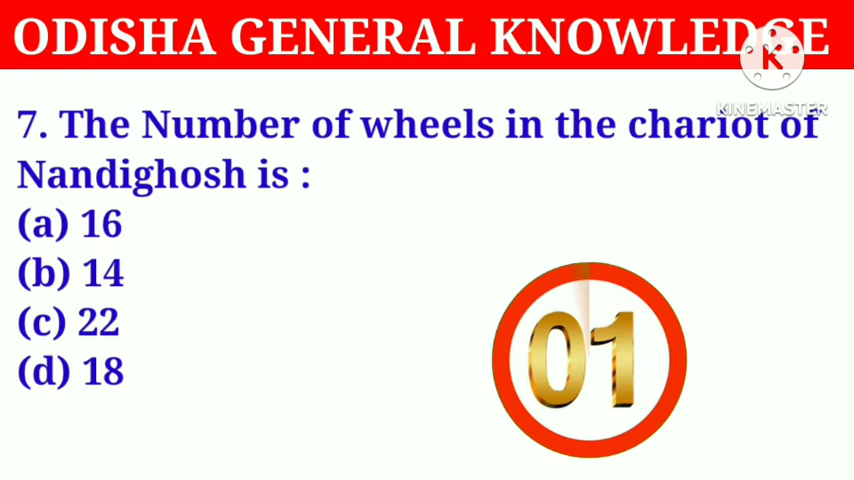 ODISHA GENERAL KNOWLEDGE
K
KINEMASTER
7. The Number of wheels in the chariot of
Nandighosh is :
(a) 16
(b) 14
(c) 22
(d) 18
01